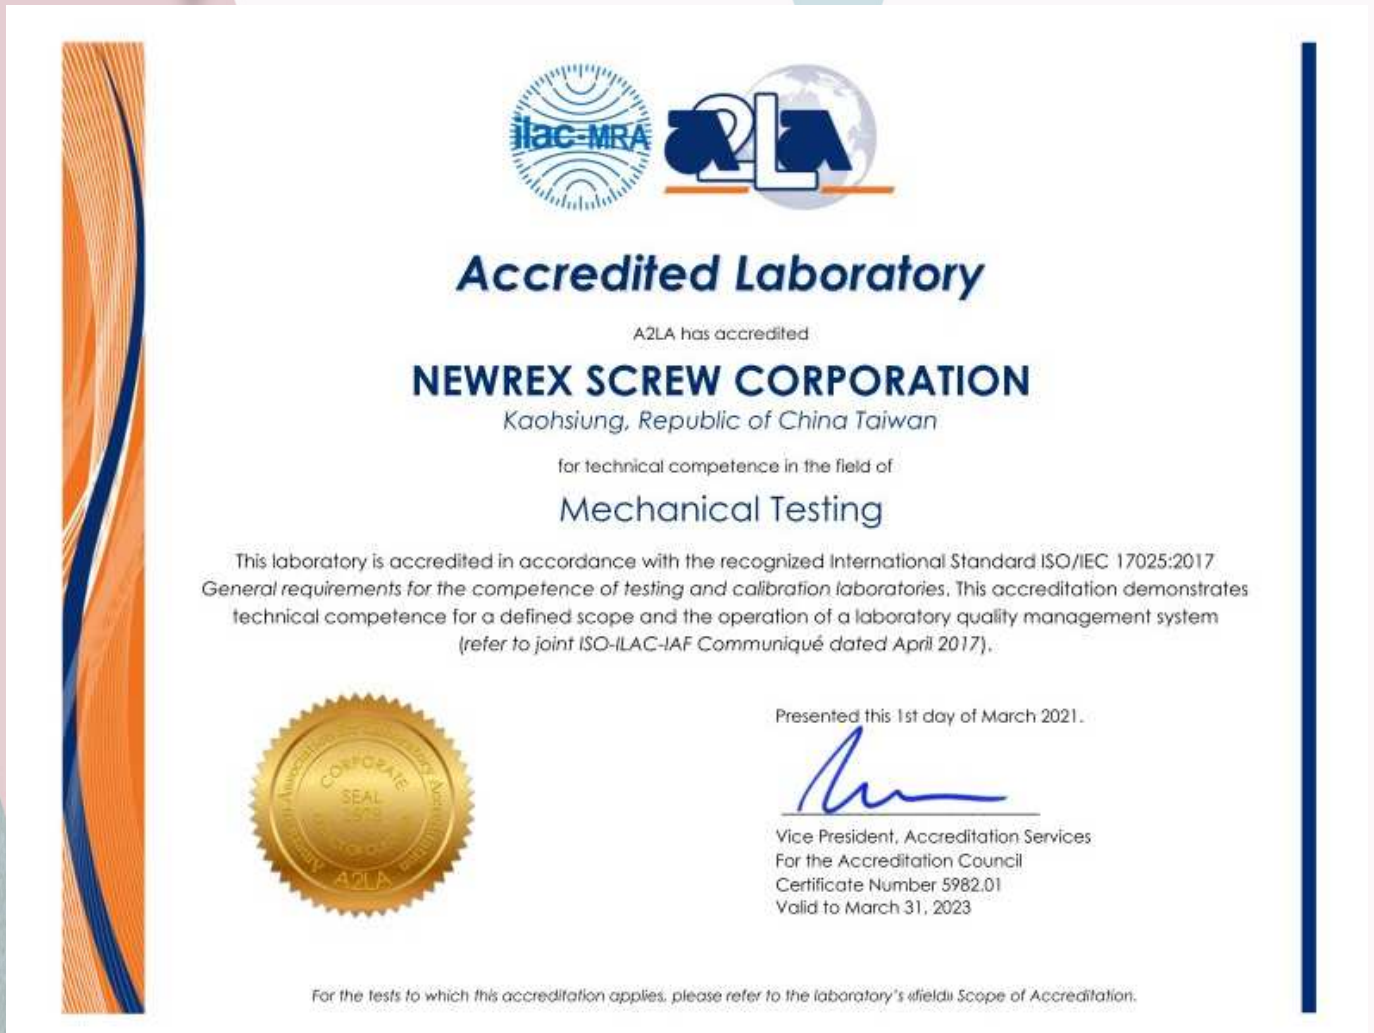 ilac-MRA
A2LA
Accredited Laboratory
A2LA has accredited
NEWREX SCREW CORPORATION
Kaohsiung, Republic of China Taiwan
for technical competence in the field of
Mechanical Testing
This laboratory is accredited in accordance with the recognized International Standard ISO/IEC 17025:2017
General requirements for the competence of testing and calibration laboratories. This accreditation demonstrates
technical competence for a defined scope and the operation of a laboratory quality management system
(refer to joint ISO-ILAC-IAF Communiqué dated April 2017).
CORPORATE
SEAL
1978
A2LA
Presented this 1st day of March 2021.
Vice President, Accreditation Services
For the Accreditation Council
Certificate Number 5982.01
Valid to March 31, 2023
For the tests to which this accreditation applies, please refer to the laboratory's «field» Scope of Accreditation.